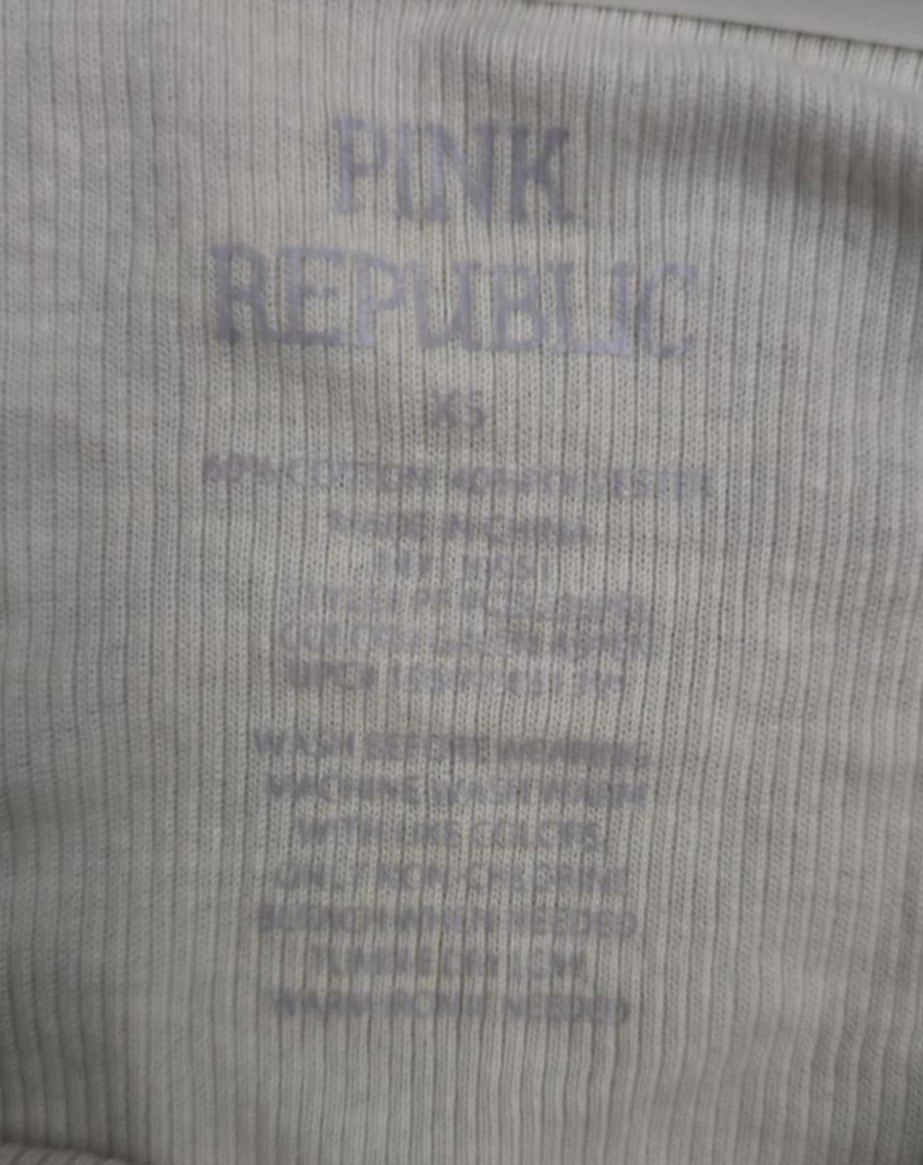 PINK
REPUBLIC
XS
60% COTTON 40% POLYESTER
MADE IN CHINA
WASH BEFORE WEARING
MACHINE WASH WARM
WITH LIKE COLORS
ONLY NON-CHLORINE
BLEACH WHEN NEEDED
TUMBLE DRY LOW
WARM IRON IF NEEDED